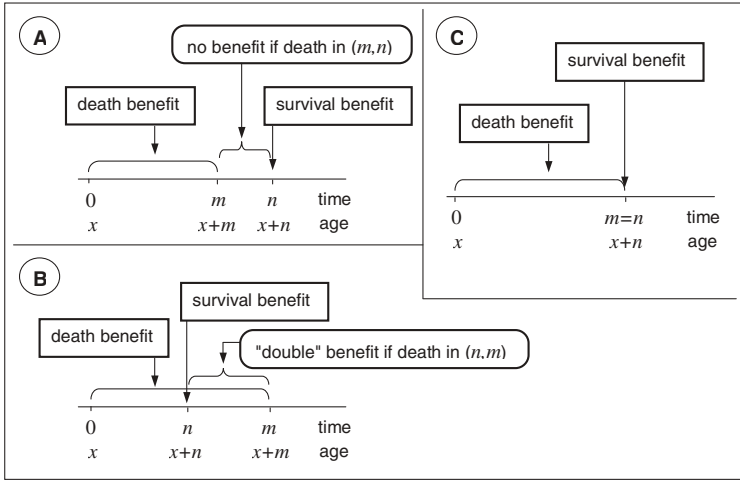 A
no benefit if death in (m,n)
death benefit
survival benefit
0 m n time
x x+m x+n age
C
survival benefit
death benefit
0 m=n time
x x+n age
B
survival benefit
death benefit
"double" benefit if death in (n,m)
0 n m time
x x+n x+m age